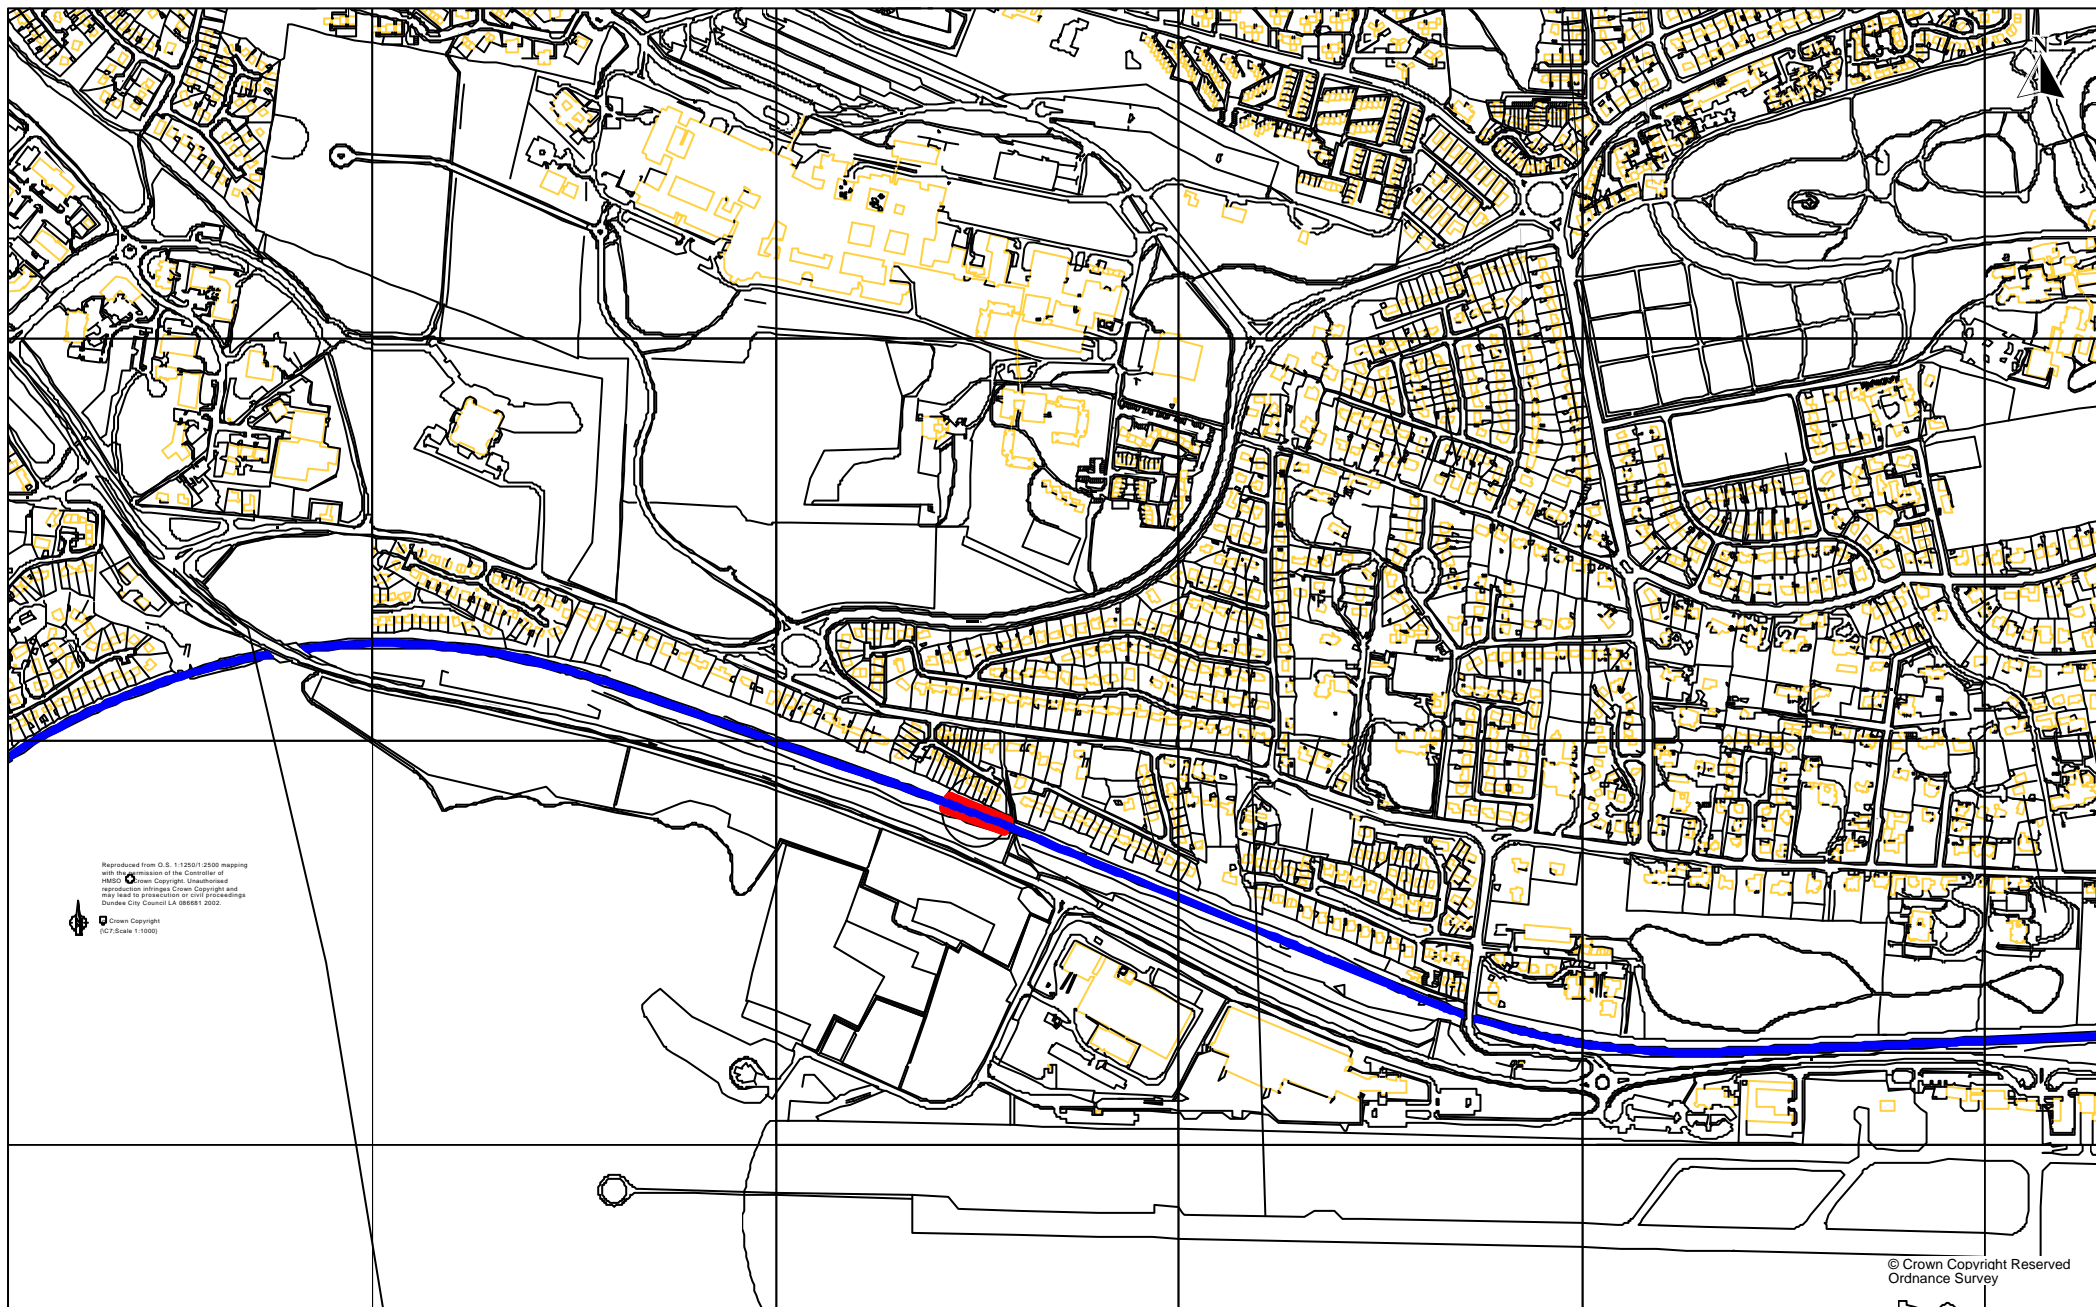 N
Reproduced from O.S. 1:1250/1:2500 mapping
with the permission of the Controller of
HMSO Crown Copyright. Unauthorised
reproduction infringes Crown Copyright and
may lead to prosecution or civil proceedings
Dundee City Council LA 086681 2002.
Crown Copyright
(\C7;Scale 1:1000)
© Crown Copyright Reserved
Ordnance Survey